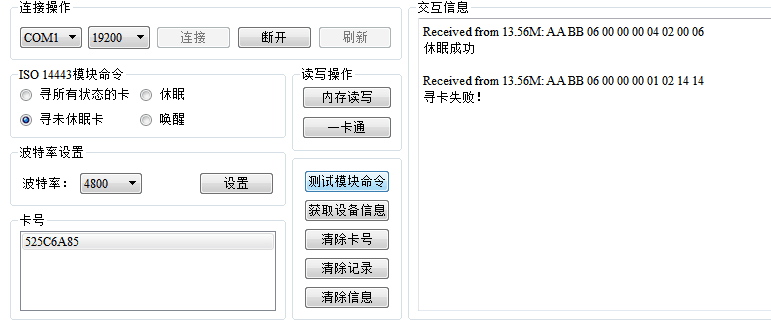 连接操作
COM1 19200 连接 断开 刷新
ISO 14443模块命令
寻所有状态的卡 休眠
寻未休眠卡 唤醒
读写操作
内存读写
一卡通
波特率设置
波特率： 4800 设置
卡号
525C6A85
测试模块命令
获取设备信息
清除卡号
清除记录
清除信息
交互信息
Received from 13.56M: AA BB 06 00 00 00 04 02 00 06
休眠成功
Received from 13.56M: AA BB 06 00 00 00 01 02 14 14
寻卡失败！